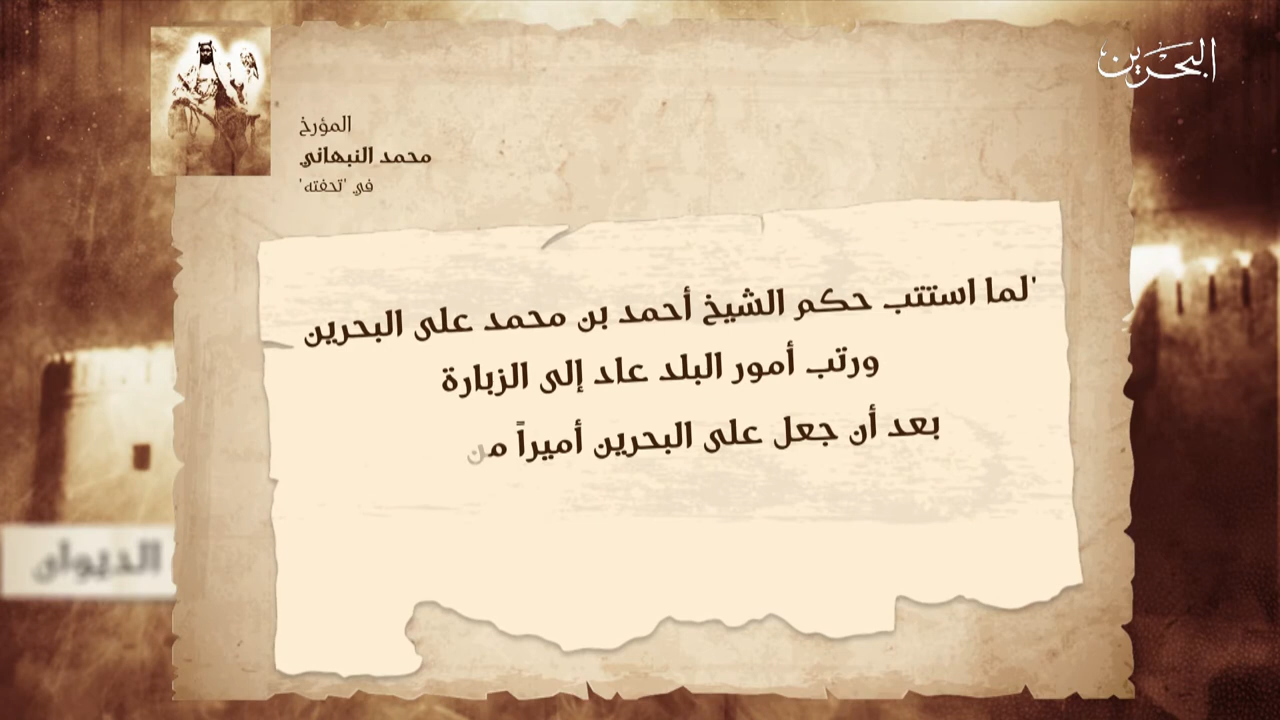 البحرين
المؤرخ
محمد النبهاني
في "تحفته"
"لما استتب حكم الشيخ أحمد بن محمد على البحرين
ورتب أمور البلد عاد إلى الزبارة
بعد أن جعل على البحرين أميراً من
الديوان